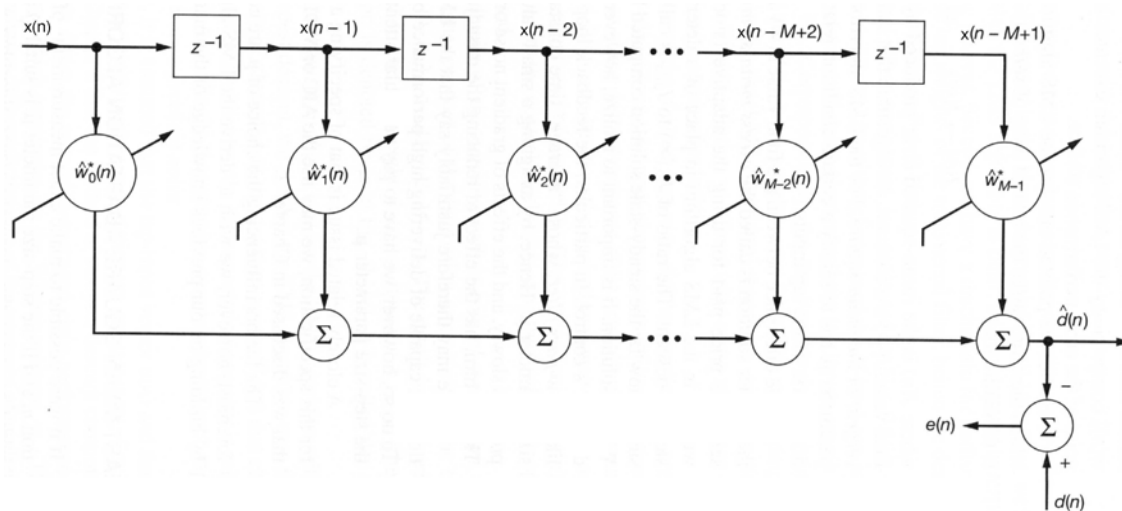 x(n)
z⁻¹
x(n−1)
z⁻¹
x(n−2)
•••
x(n−M+2)
z⁻¹
x(n−M+1)
ŵ₀*(n)
ŵ₁*(n)
ŵ₂*(n)
•••
ŵ*_{M−2}(n)
ŵ*_{M−1}
Σ
Σ
•••
Σ
Σ
d̂(n)
−
e(n)
Σ
+
d(n)